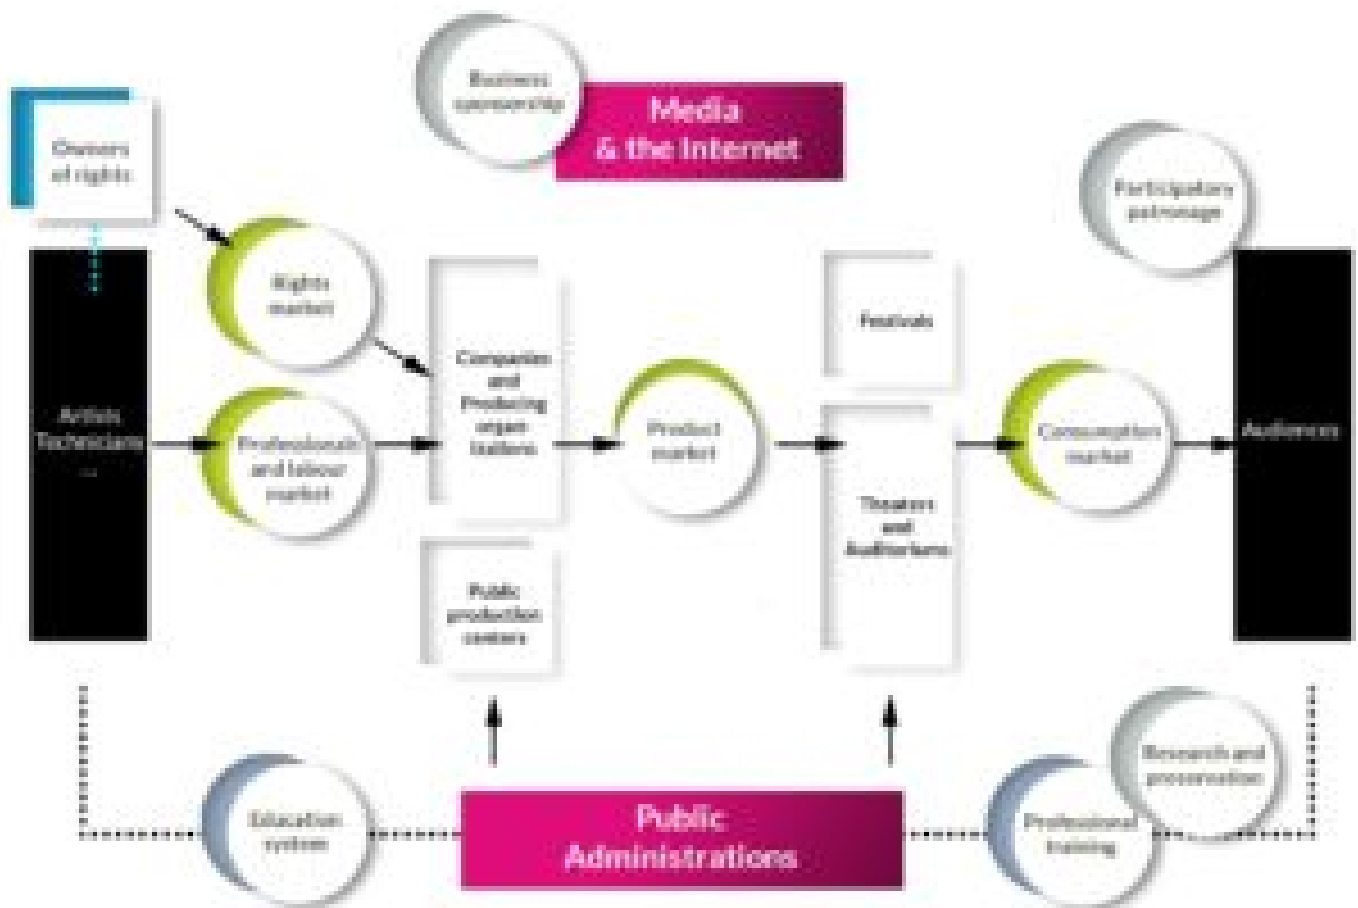 Business
sponsorship
Media
& the Internet
Owners
of rights
Participatory
patronage
Rights
market
Festivals
Companies
and
Producing
organ
izations
Artists
Technicians
...
Professionals
and labour
market
Product
market
Consumption
market
Audiences
Theaters
and
Auditoriums
Public
production
centers
Research and
preservation
Education
system
Public
Administrations
Professional
training